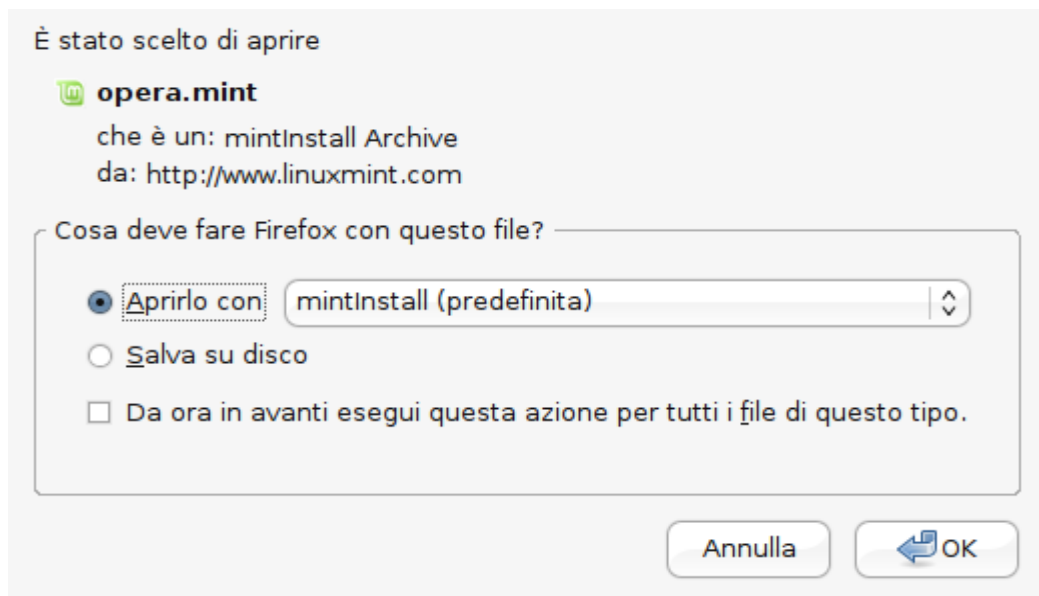 È stato scelto di aprire
opera.mint
che è un: mintInstall Archive
da: http://www.linuxmint.com
Cosa deve fare Firefox con questo file?
Aprirlo con mintInstall (predefinita)
Salva su disco
Da ora in avanti esegui questa azione per tutti i file di questo tipo.
Annulla OK